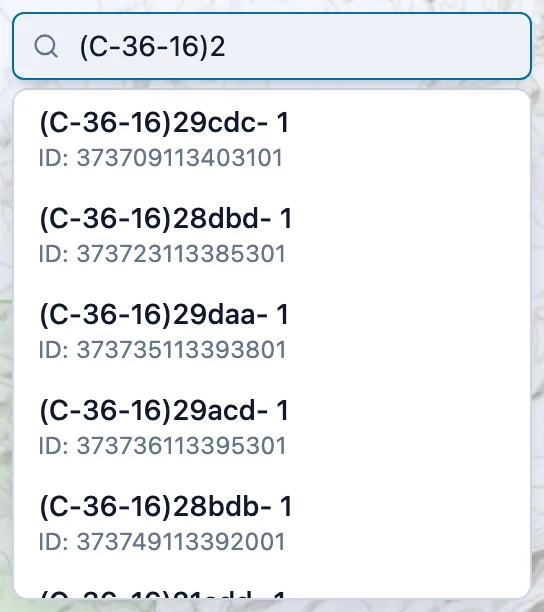 (C-36-16)2
(C-36-16)29cdc- 1
ID: 373709113403101
(C-36-16)28dbd- 1
ID: 373723113385301
(C-36-16)29daa- 1
ID: 373735113393801
(C-36-16)29acd- 1
ID: 373736113395301
(C-36-16)28bdb- 1
ID: 373749113392001